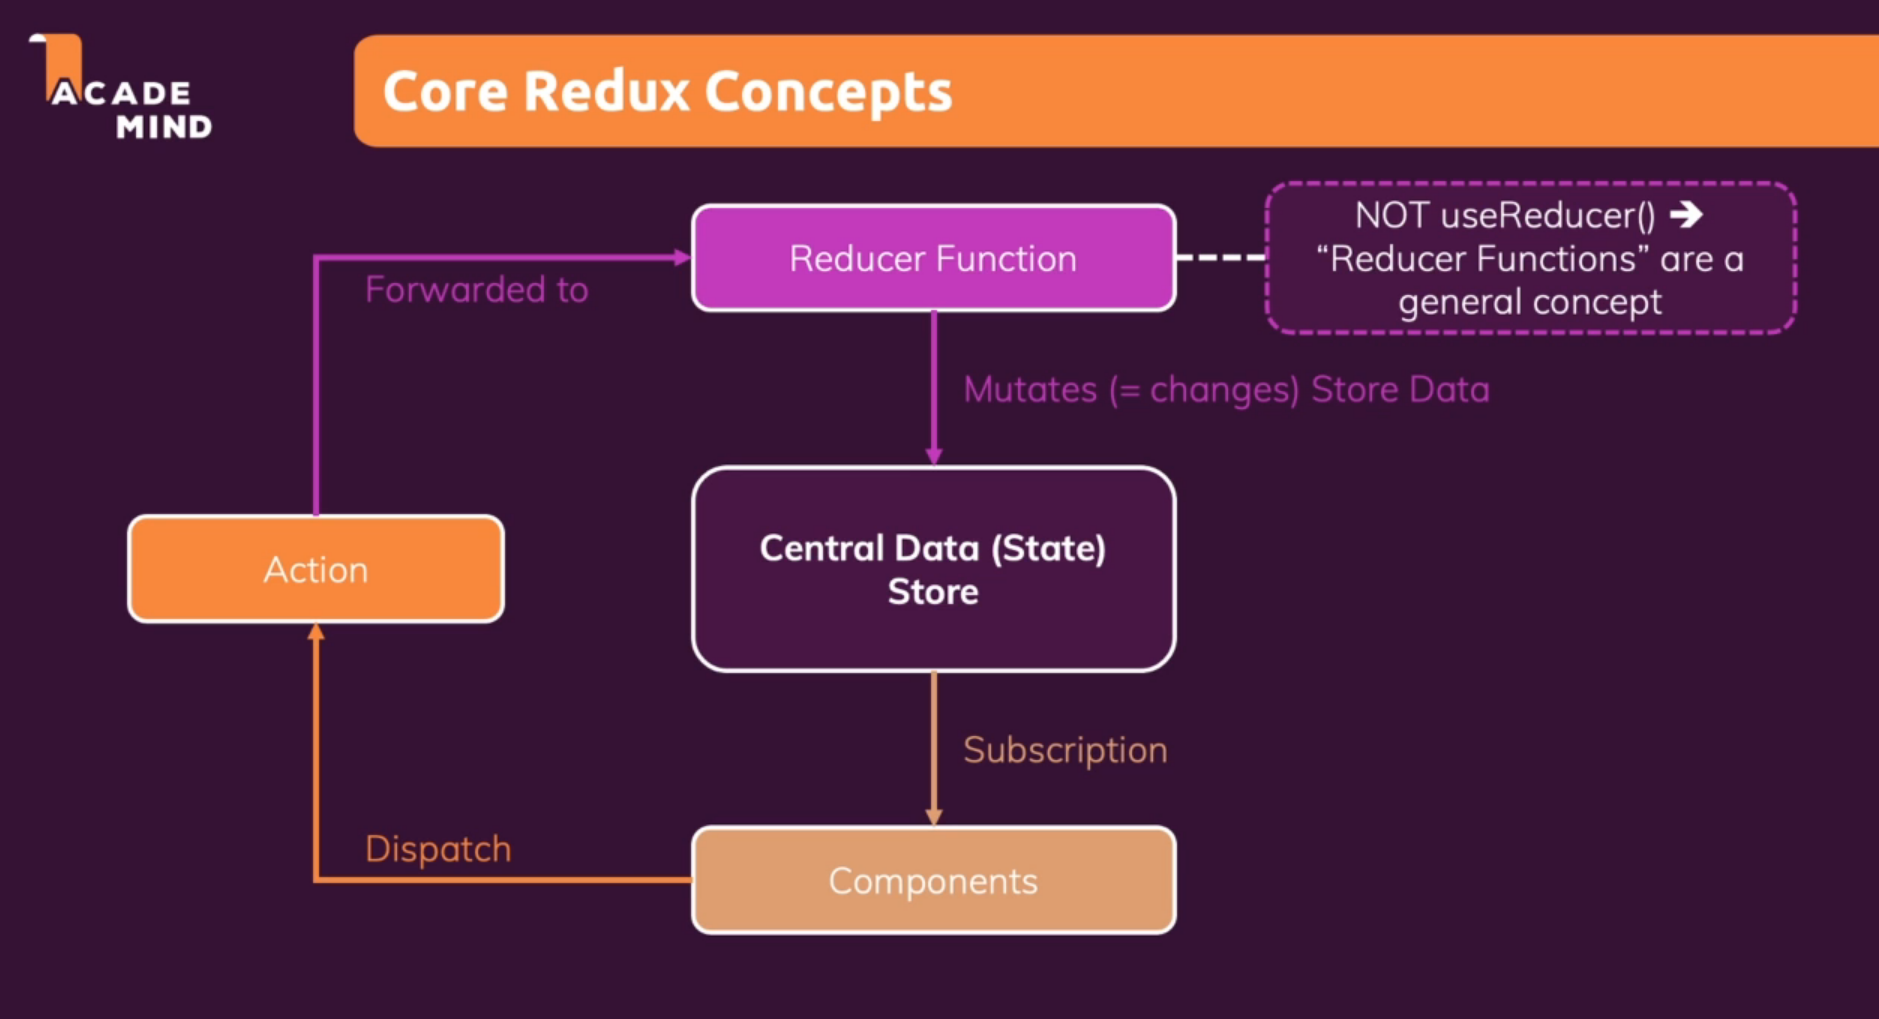 ACADE
MIND
Core Redux Concepts
Reducer Function
NOT useReducer() ➔
“Reducer Functions” are a
general concept
Forwarded to
Mutates (= changes) Store Data
Action
Central Data (State)
Store
Subscription
Dispatch
Components